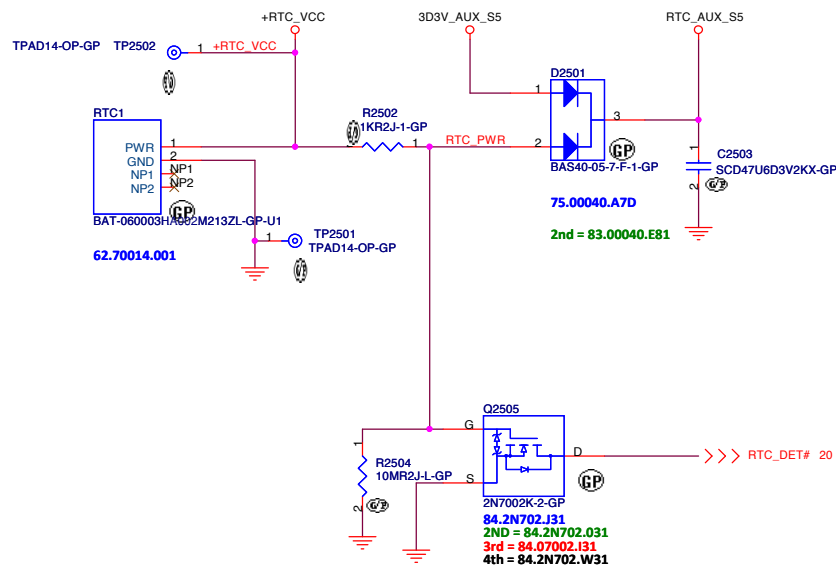 +RTC_VCC
3D3V_AUX_S5
RTC_AUX_S5
TPAD14-OP-GP TP2502 1 +RTC_VCC
D2501
1
3
2
BAS40-05-7-F-1-GP
GP
75.00040.A7D
2nd = 83.00040.E81
RTC1
PWR 1
GND 2
NP1 NP1
NP2 NP2
GP
62.70014.001
R2502
1KR2J-1-GP
1
RTC_PWR
1
C2503
SCD47U6D3V2KX-GP
2
1 TP2501
TPAD14-OP-GP
Q2505
G
D
S
GP
2N7002K-2-GP
84.2N702.J31
2ND = 84.2N702.031
3rd = 84.07002.I31
4th = 84.2N702.W31
1
R2504
10MR2J-L-GP
2
RTC_DET# 20